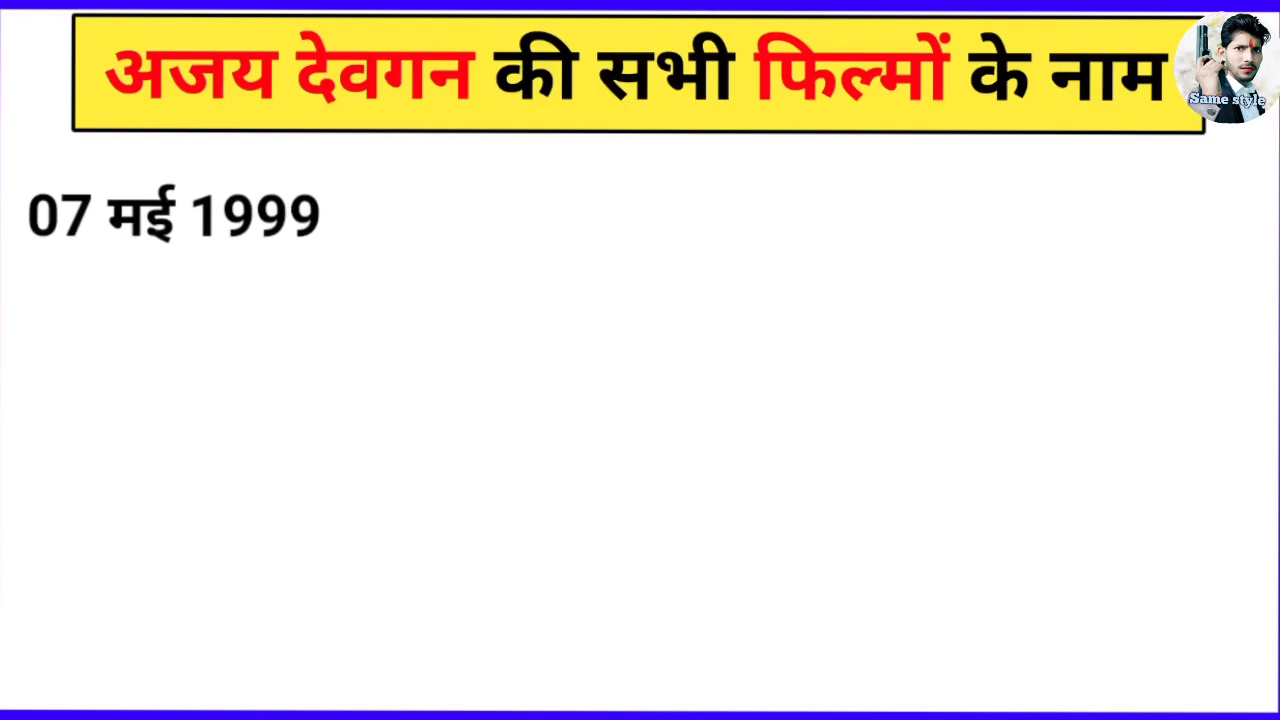 अजय देवगन की सभी फिल्मों के नाम
Same style
07 मई 1999